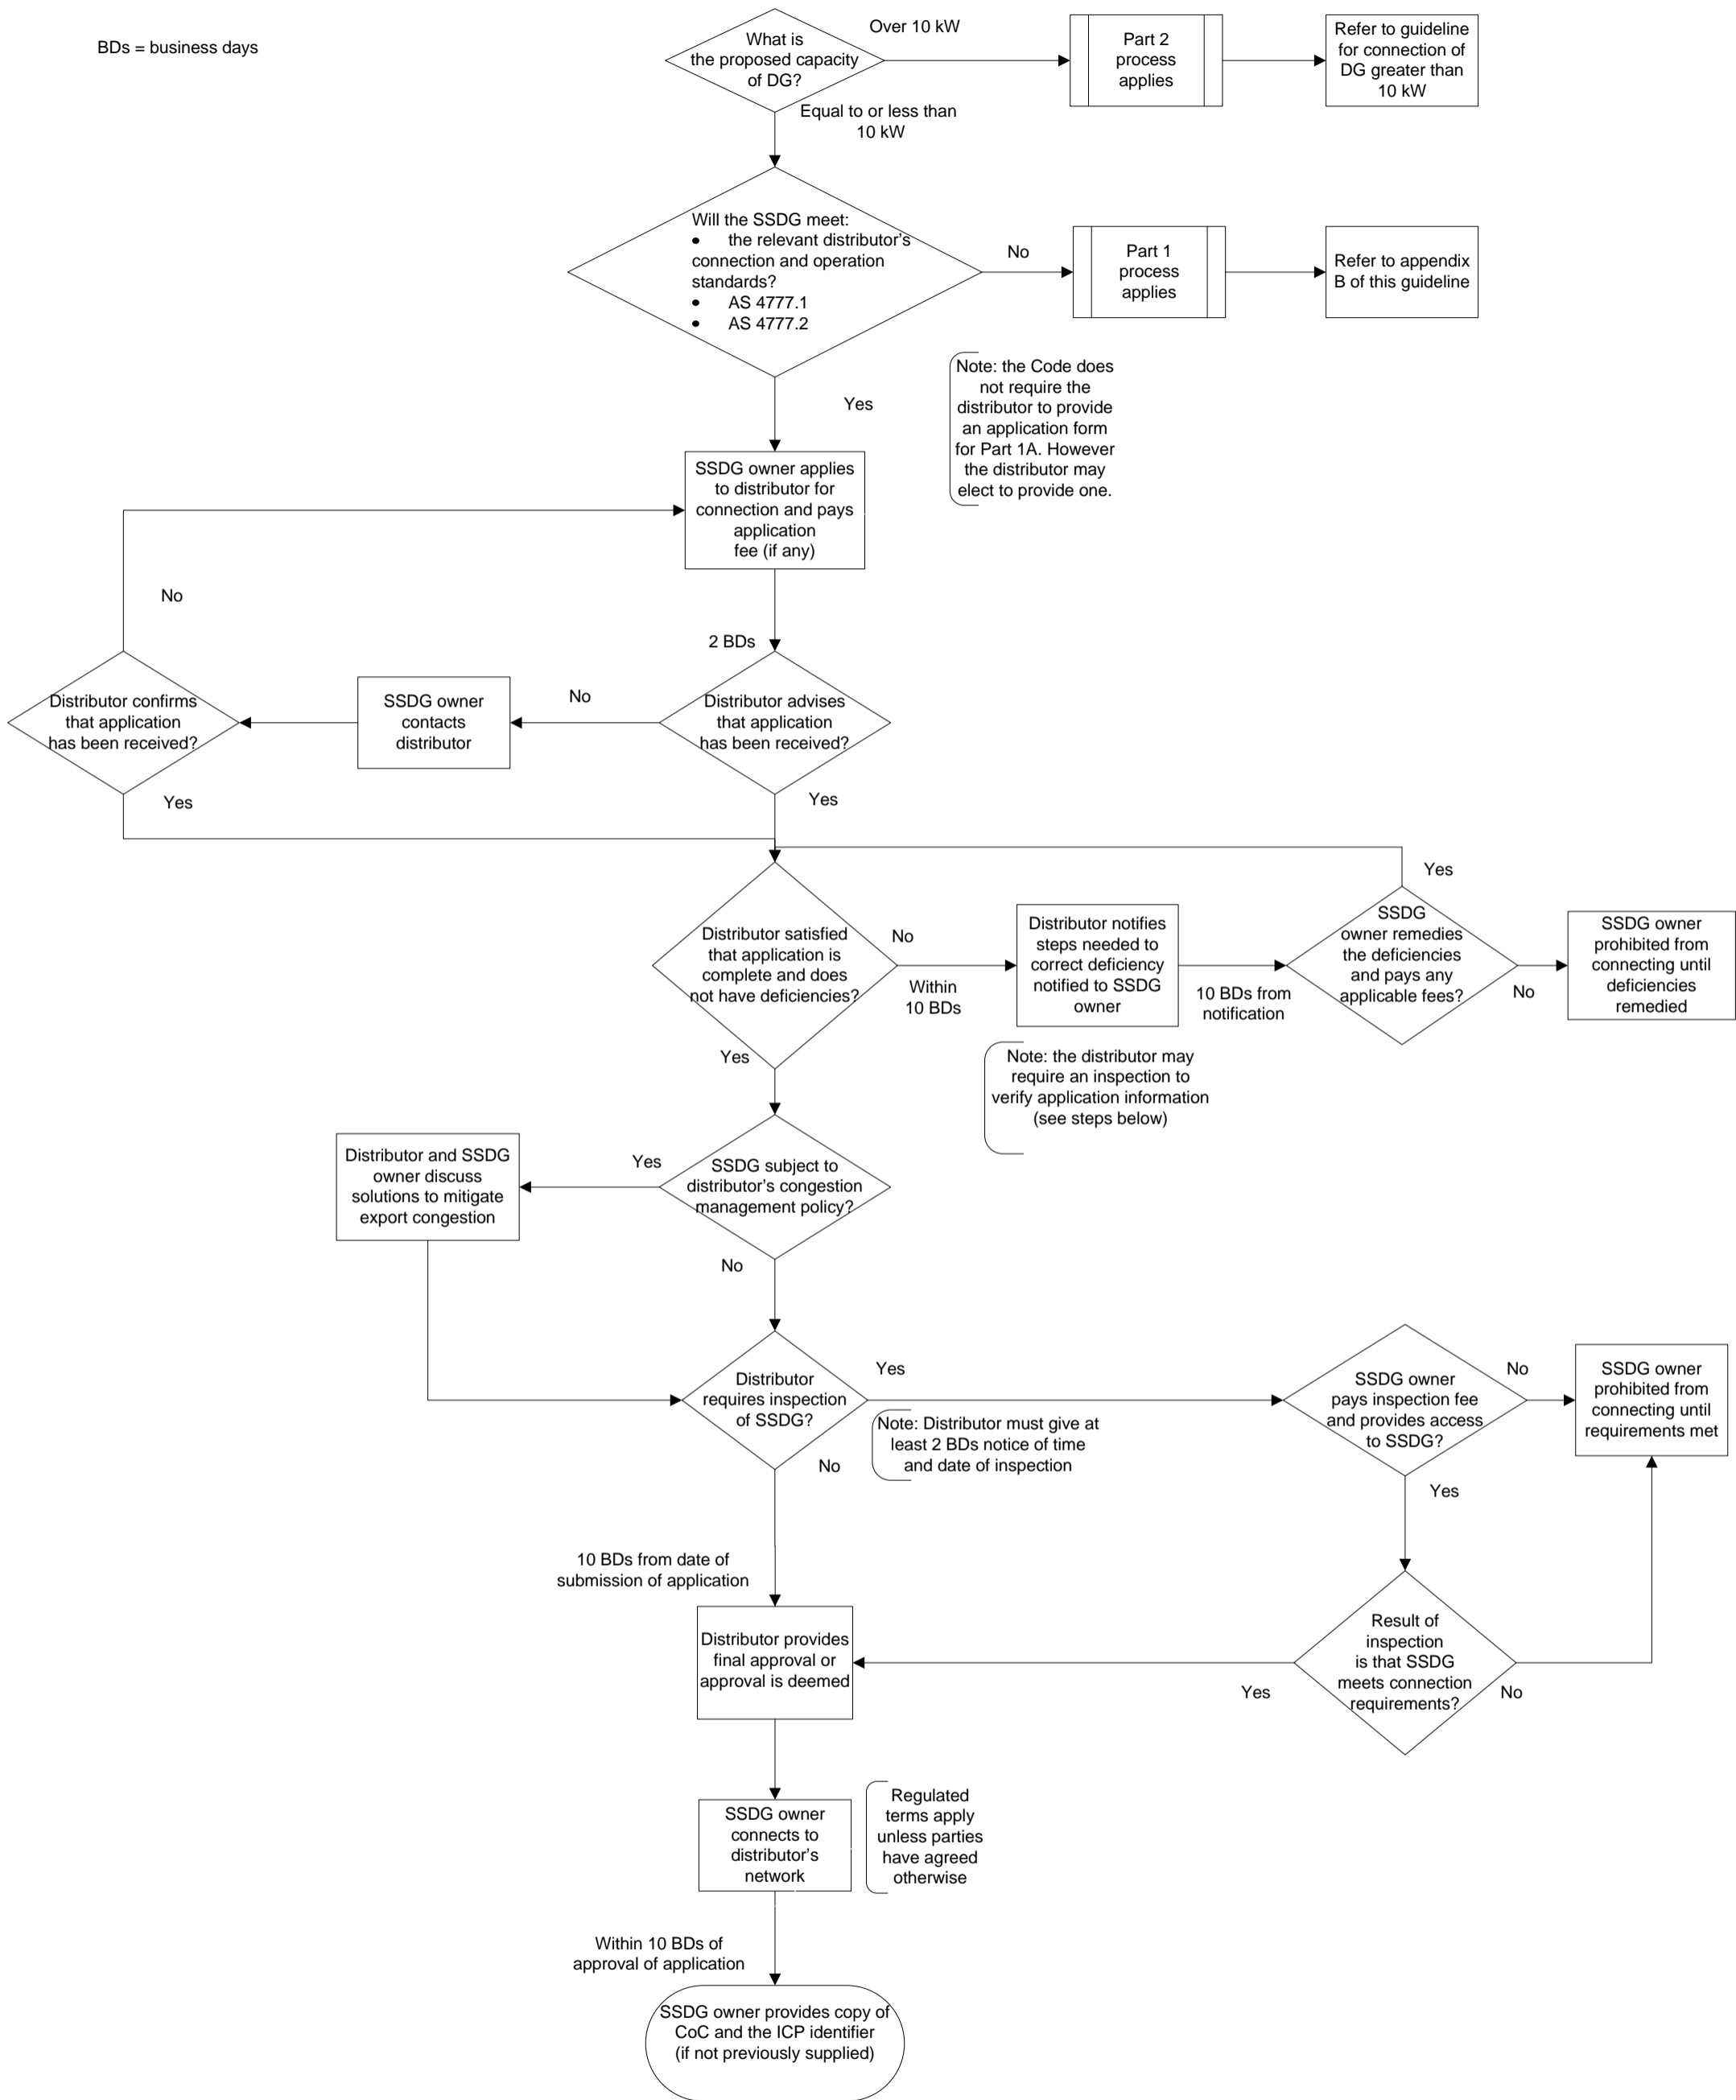 BDs = business days
What is
the proposed capacity
of DG?
Over 10 kW
Part 2
process
applies
Refer to guideline
for connection of
DG greater than
10 kW
Equal to or less than
10 kW
Will the SSDG meet:
• the relevant distributor's
connection and operation
standards?
• AS 4777.1
• AS 4777.2
No
Part 1
process
applies
Refer to appendix
B of this guideline
Yes
Note: the Code does
not require the
distributor to provide
an application form
for Part 1A. However
the distributor may
elect to provide one.
SSDG owner applies
to distributor for
connection and pays
application
fee (if any)
No
2 BDs
Distributor confirms
that application
has been received?
SSDG owner
contacts
distributor
No
Distributor advises
that application
has been received?
Yes
Yes
Yes
Distributor satisfied
that application is
complete and does
not have deficiencies?
No
Within
10 BDs
Distributor notifies
steps needed to
correct deficiency
notified to SSDG
owner
10 BDs from
notification
SSDG
owner remedies
the deficiencies
and pays any
applicable fees?
No
SSDG owner
prohibited from
connecting until
deficiencies
remedied
Yes
Note: the distributor may
require an inspection to
verify application information
(see steps below)
Distributor and SSDG
owner discuss
solutions to mitigate
export congestion
Yes
SSDG subject to
distributor's congestion
management policy?
No
Distributor
requires inspection
of SSDG?
Yes
Note: Distributor must give at
least 2 BDs notice of time
and date of inspection
SSDG owner
pays inspection fee
and provides access
to SSDG?
No
SSDG owner
prohibited from
connecting until
requirements met
No
Yes
10 BDs from date of
submission of application
Distributor provides
final approval or
approval is deemed
Yes
Result of
inspection
is that SSDG
meets connection
requirements?
No
SSDG owner
connects to
distributor's
network
Regulated
terms apply
unless parties
have agreed
otherwise
Within 10 BDs of
approval of application
SSDG owner provides copy of
CoC and the ICP identifier
(if not previously supplied)